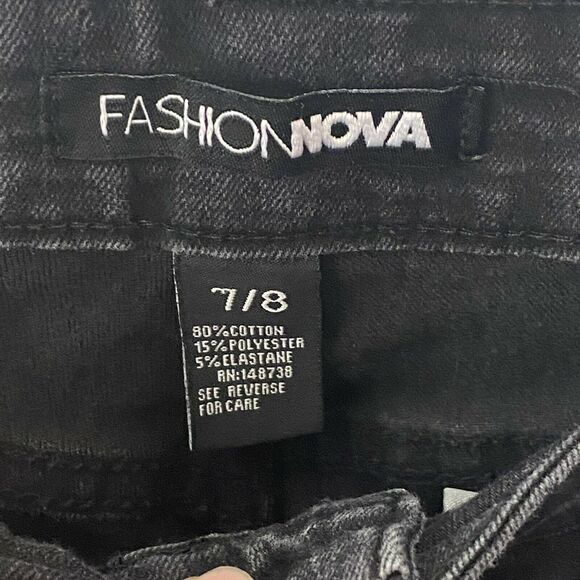 FASHIONNOVA
7/8
80%COTTON
15%POLYESTER
5%ELASTANE
RN:148738
SEE REVERSE
FOR CARE